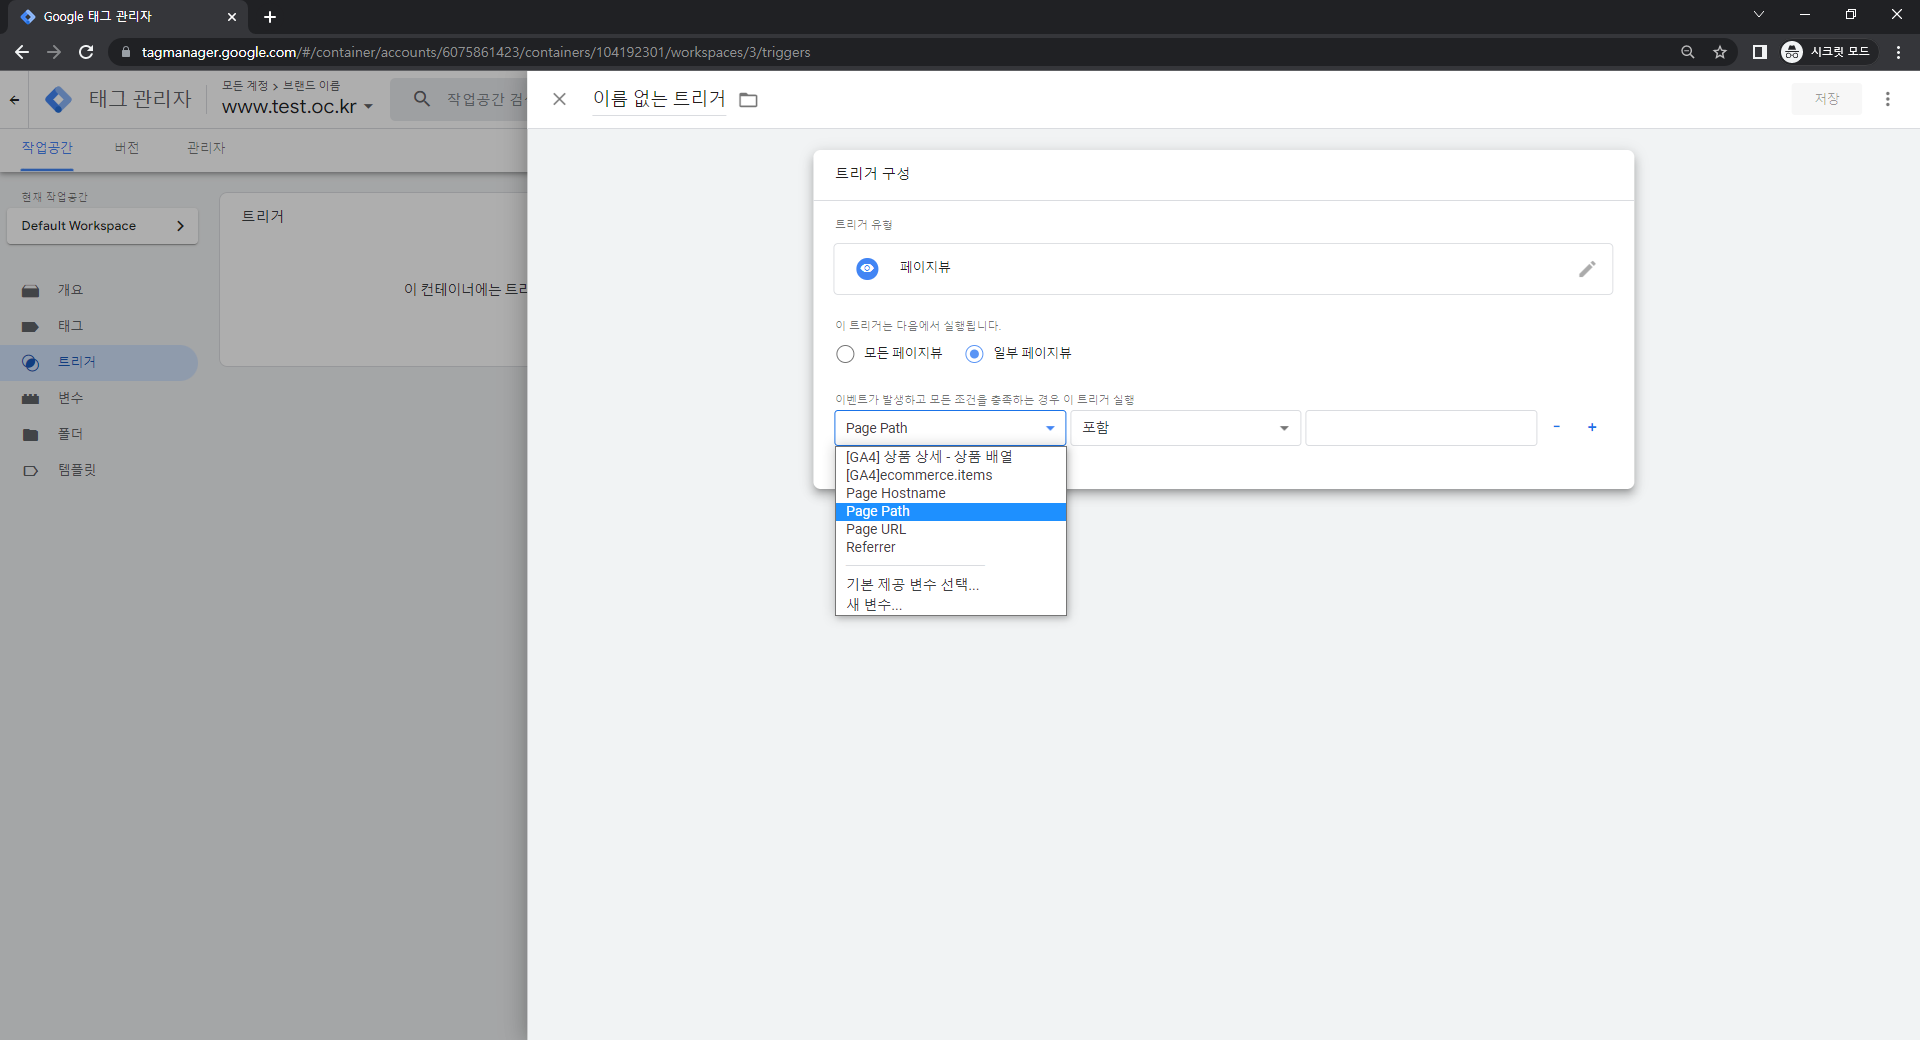 Google 태그 관리자
tagmanager.google.com/#/container/accounts/6075861423/containers/104192301/workspaces/3/triggers
시크릿 모드
태그 관리자
모든 계정 > 브랜드 이름
www.test.oc.kr
작업공간 검
이름 없는 트리거
저장
작업공간
버전
관리자
현재 작업공간
Default Workspace
개요
태그
트리거
변수
폴더
템플릿
트리거
이 컨테이너에는 트리
트리거 구성
트리거 유형
페이지뷰
이 트리거는 다음에서 실행됩니다.
모든 페이지뷰
일부 페이지뷰
이벤트가 발생하고 모든 조건을 충족하는 경우 이 트리거 실행
Page Path
포함
- +
[GA4] 상품 상세 - 상품 배열
[GA4]ecommerce.items
Page Hostname
Page Path
Page URL
Referrer
기본 제공 변수 선택...
새 변수...